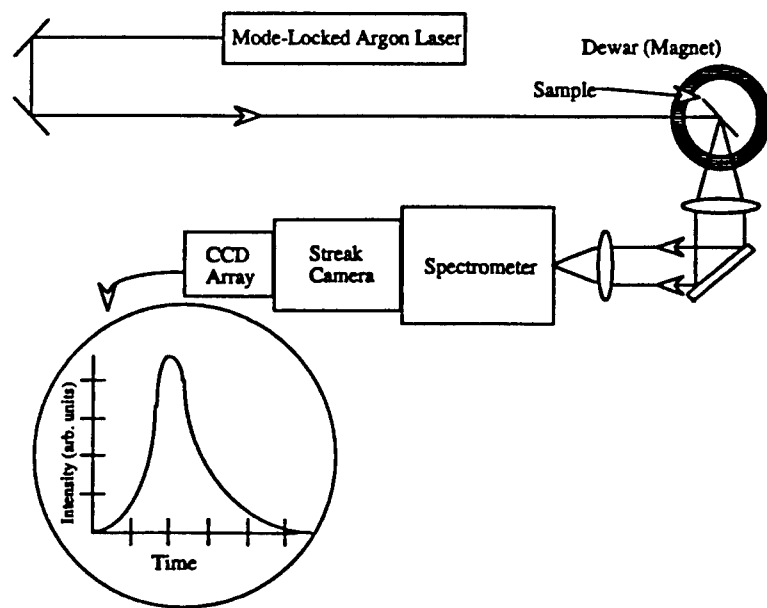 Mode-Locked Argon Laser
Dewar (Magnet)
Sample
CCD
Array
Streak
Camera
Spectrometer
Intensity (arb. units)
Time